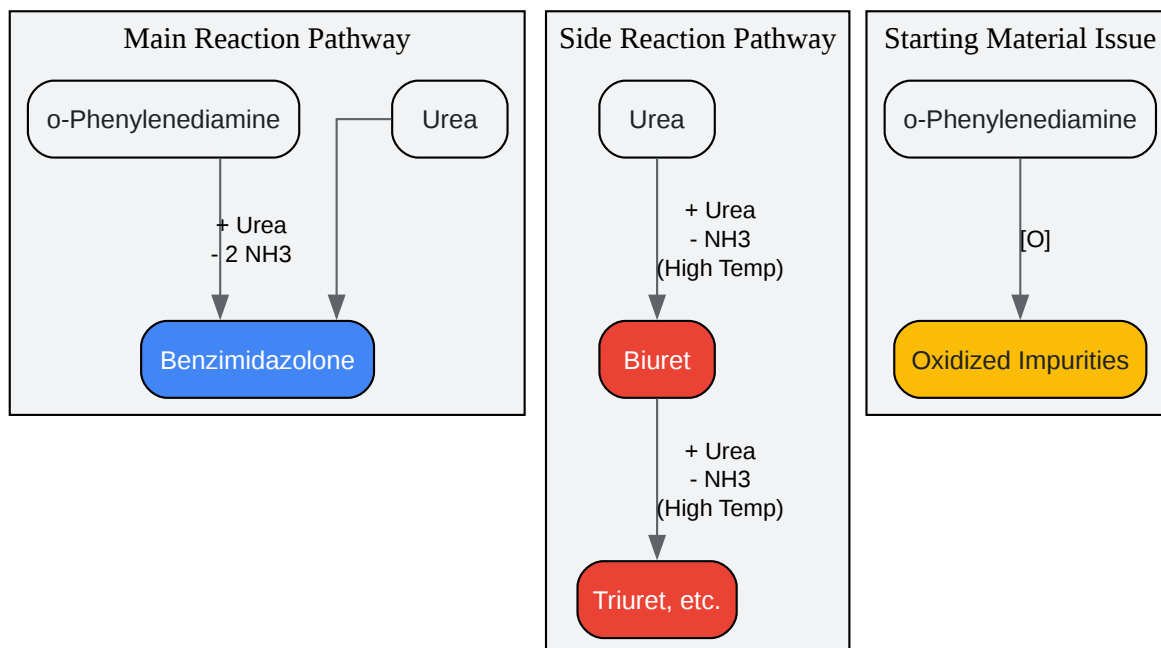 Main Reaction Pathway
o-Phenylenediamine
Urea
+ Urea
- 2 NH3
Benzimidazolone
Side Reaction Pathway
Urea
+ Urea
- NH3
(High Temp)
Biuret
+ Urea
- NH3
(High Temp)
Triuret, etc.
Starting Material Issue
o-Phenylenediamine
[O]
Oxidized Impurities